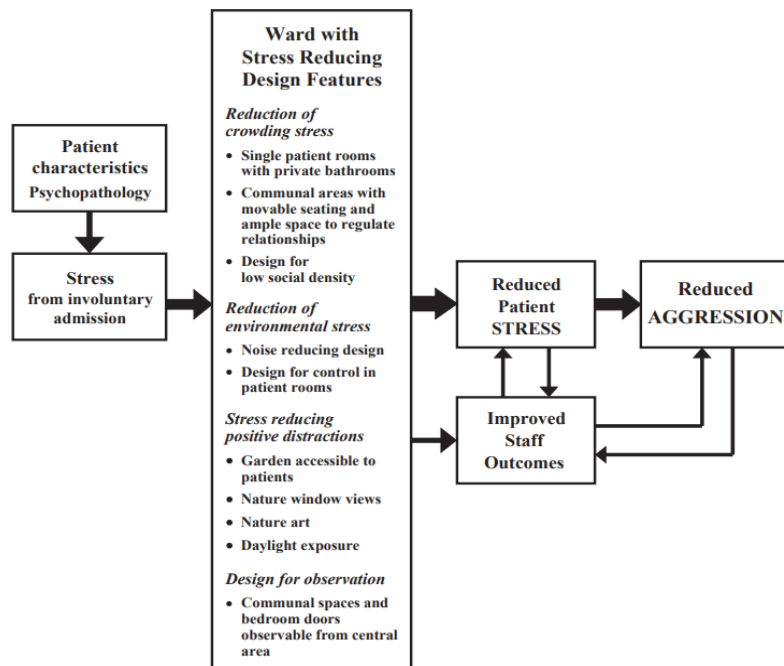 Patient
characteristics
Psychopathology
Stress
from involuntary
admission
Ward with
Stress Reducing
Design Features
Reduction of
crowding stress
• Single patient rooms
with private bathrooms
• Communal areas with
movable seating and
ample space to regulate
relationships
• Design for
low social density
Reduction of
environmental stress
• Noise reducing design
• Design for control in
patient rooms
Stress reducing
positive distractions
• Garden accessible to
patients
• Nature window views
• Nature art
• Daylight exposure
Design for observation
• Communal spaces and
bedroom doors
observable from central
area
Reduced
Patient
STRESS
Improved
Staff
Outcomes
Reduced
AGGRESSION